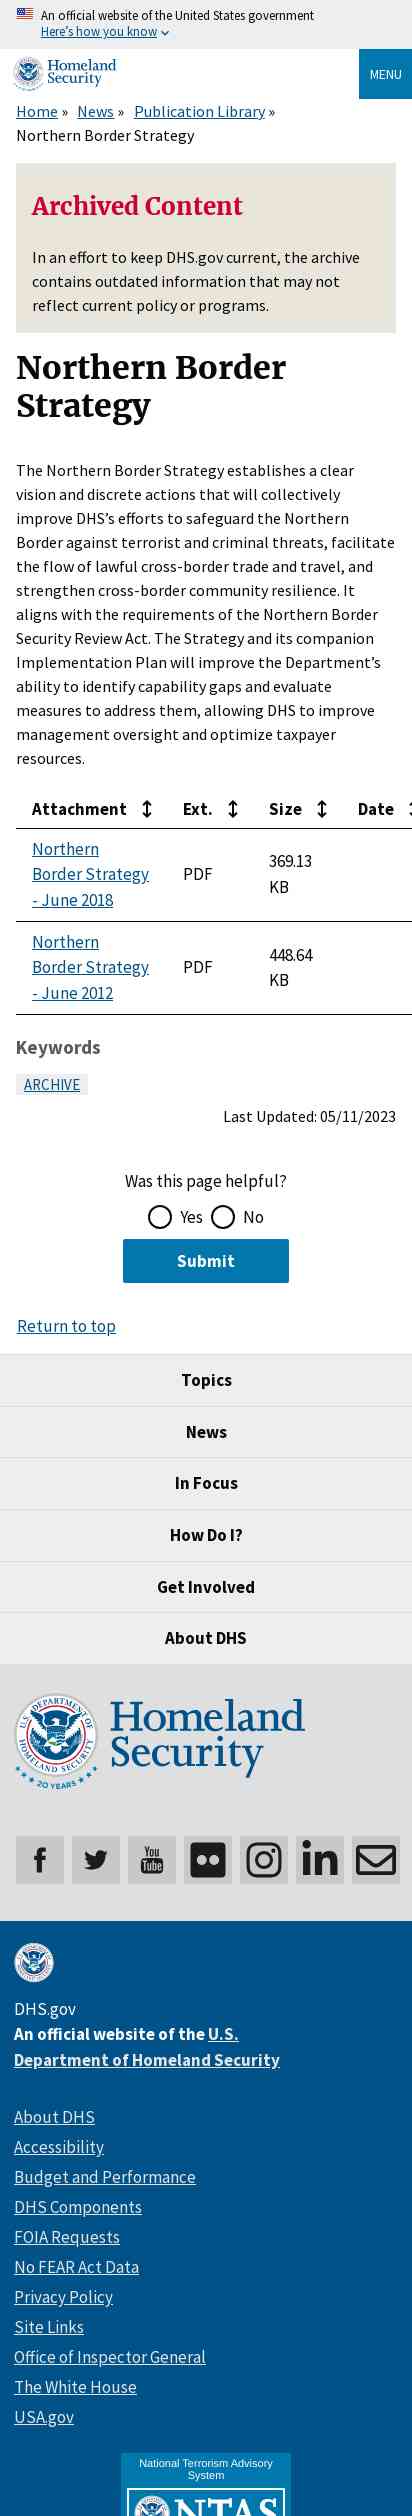 An official website of the United States government
Here's how you know
Homeland
Security
MENU
Home » News » Publication Library »
Northern Border Strategy
Archived Content
In an effort to keep DHS.gov current, the archive
contains outdated information that may not
reflect current policy or programs.
Northern Border
Strategy
The Northern Border Strategy establishes a clear
vision and discrete actions that will collectively
improve DHS’s efforts to safeguard the Northern
Border against terrorist and criminal threats, facilitate
the flow of lawful cross-border trade and travel, and
strengthen cross-border community resilience. It
aligns with the requirements of the Northern Border
Security Review Act. The Strategy and its companion
Implementation Plan will improve the Department’s
ability to identify capability gaps and evaluate
measures to address them, allowing DHS to improve
management oversight and optimize taxpayer
resources.
Attachment Ext. Size Date
Northern
Border Strategy
- June 2018
PDF
369.13
KB
Northern
Border Strategy
- June 2012
PDF
448.64
KB
Keywords
ARCHIVE
Last Updated: 05/11/2023
Was this page helpful?
Yes No
Submit
Return to top
Topics
News
In Focus
How Do I?
Get Involved
About DHS
U.S. DEPARTMENT OF
HOMELAND SECURITY
20 YEARS
Homeland
Security
You
Tube
DHS.gov
An official website of the U.S.
Department of Homeland Security
About DHS
Accessibility
Budget and Performance
DHS Components
FOIA Requests
No FEAR Act Data
Privacy Policy
Site Links
Office of Inspector General
The White House
USA.gov
National Terrorism Advisory
System
NTAS